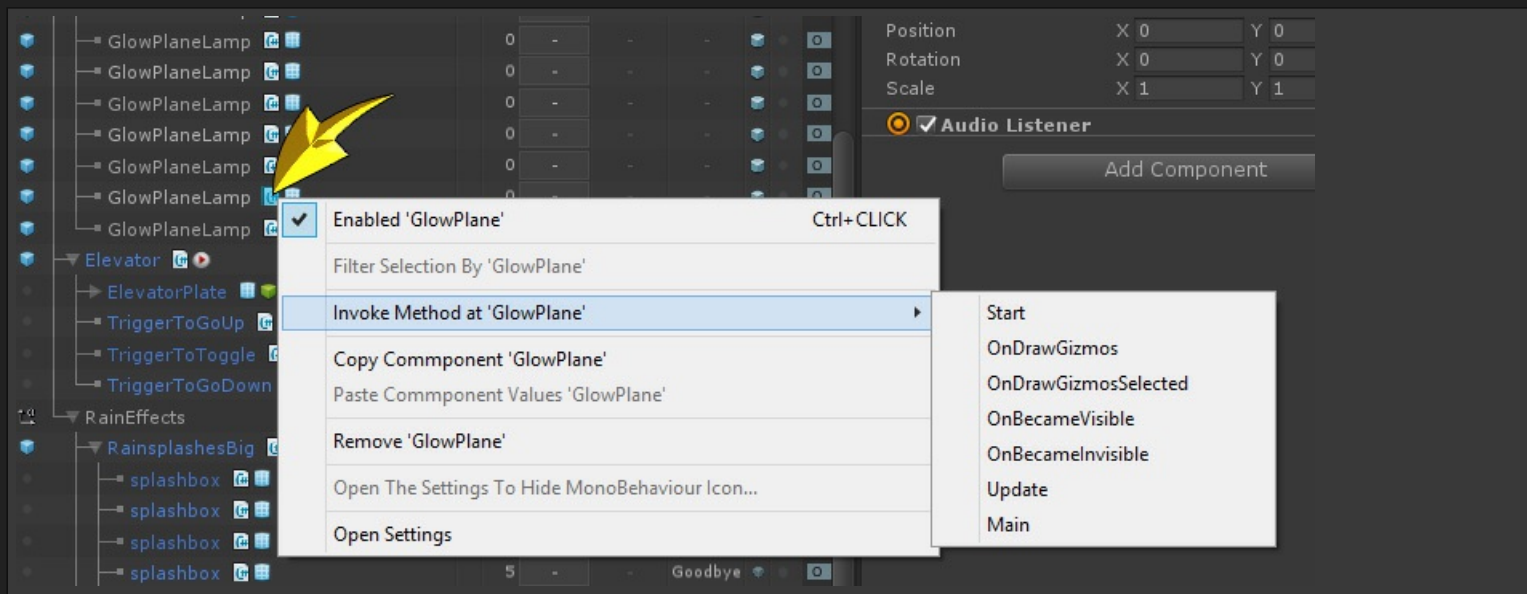 GlowPlaneLamp 0 - - - O
GlowPlaneLamp 0 - - - O
GlowPlaneLamp 0 - - - O
GlowPlaneLamp 0 - - - O
GlowPlaneLamp 0 - - - O
GlowPlaneLamp
GlowPlaneLamp
Elevator
ElevatorPlate
TriggerToGoUp
TriggerToToggle
TriggerToGoDown
RainEffects
RainsplashesBig
splashbox
splashbox
splashbox
splashbox 5 - - Goodbye O
Enabled 'GlowPlane' Ctrl+CLICK
Filter Selection By 'GlowPlane'
Invoke Method at 'GlowPlane'
Copy Commponent 'GlowPlane'
Paste Commponent Values 'GlowPlane'
Remove 'GlowPlane'
Open The Settings To Hide MonoBehaviour Icon...
Open Settings
Start
OnDrawGizmos
OnDrawGizmosSelected
OnBecameVisible
OnBecameInvisible
Update
Main
Position X 0 Y 0
Rotation X 0 Y 0
Scale X 1 Y 1
Audio Listener
Add Component